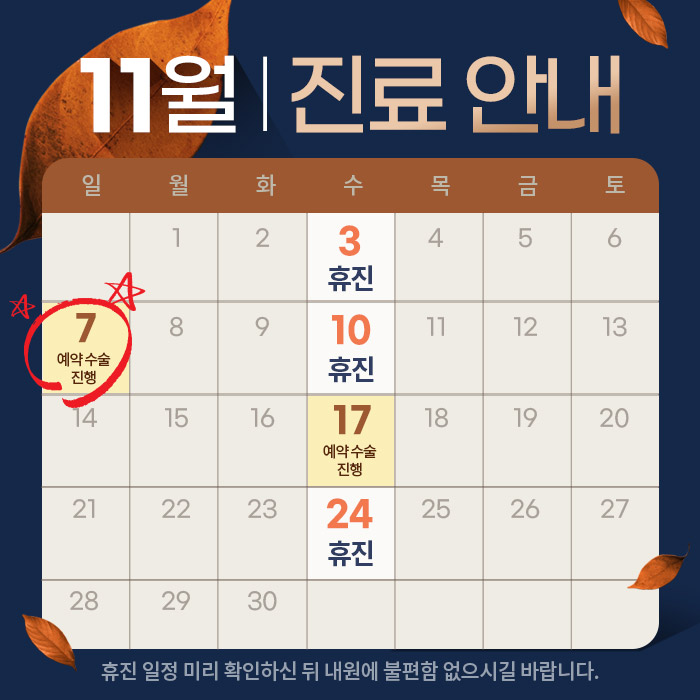 11월 | 진료 안내
일 월 화 수 목 금 토
1 2 3 4 5 6
휴진
7 8 9 10 11 12 13
예약 수술 휴진
진행
14 15 16 17 18 19 20
예약 수술
진행
21 22 23 24 25 26 27
휴진
28 29 30
휴진 일정 미리 확인하신 뒤 내원에 불편함 없으시길 바랍니다.